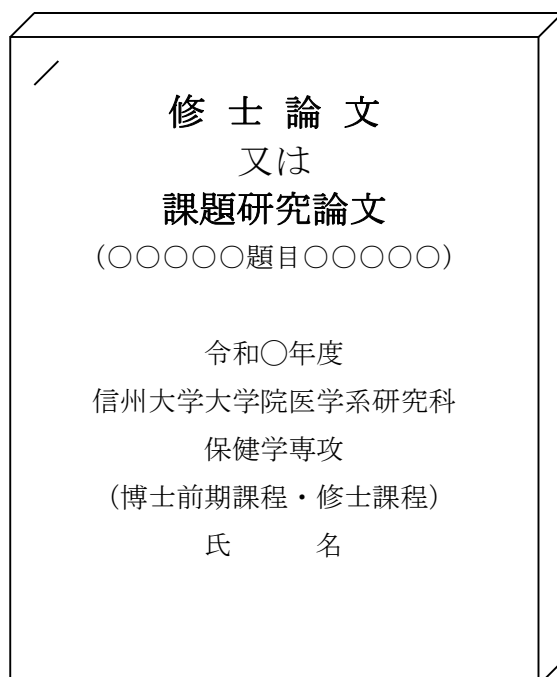 修 士 論 文
又は
課題研究論文
（○○○○○題目○○○○○）
令和○年度
信州大学大学院医学系研究科
保健学専攻
（博士前期課程・修士課程）
氏　　　名